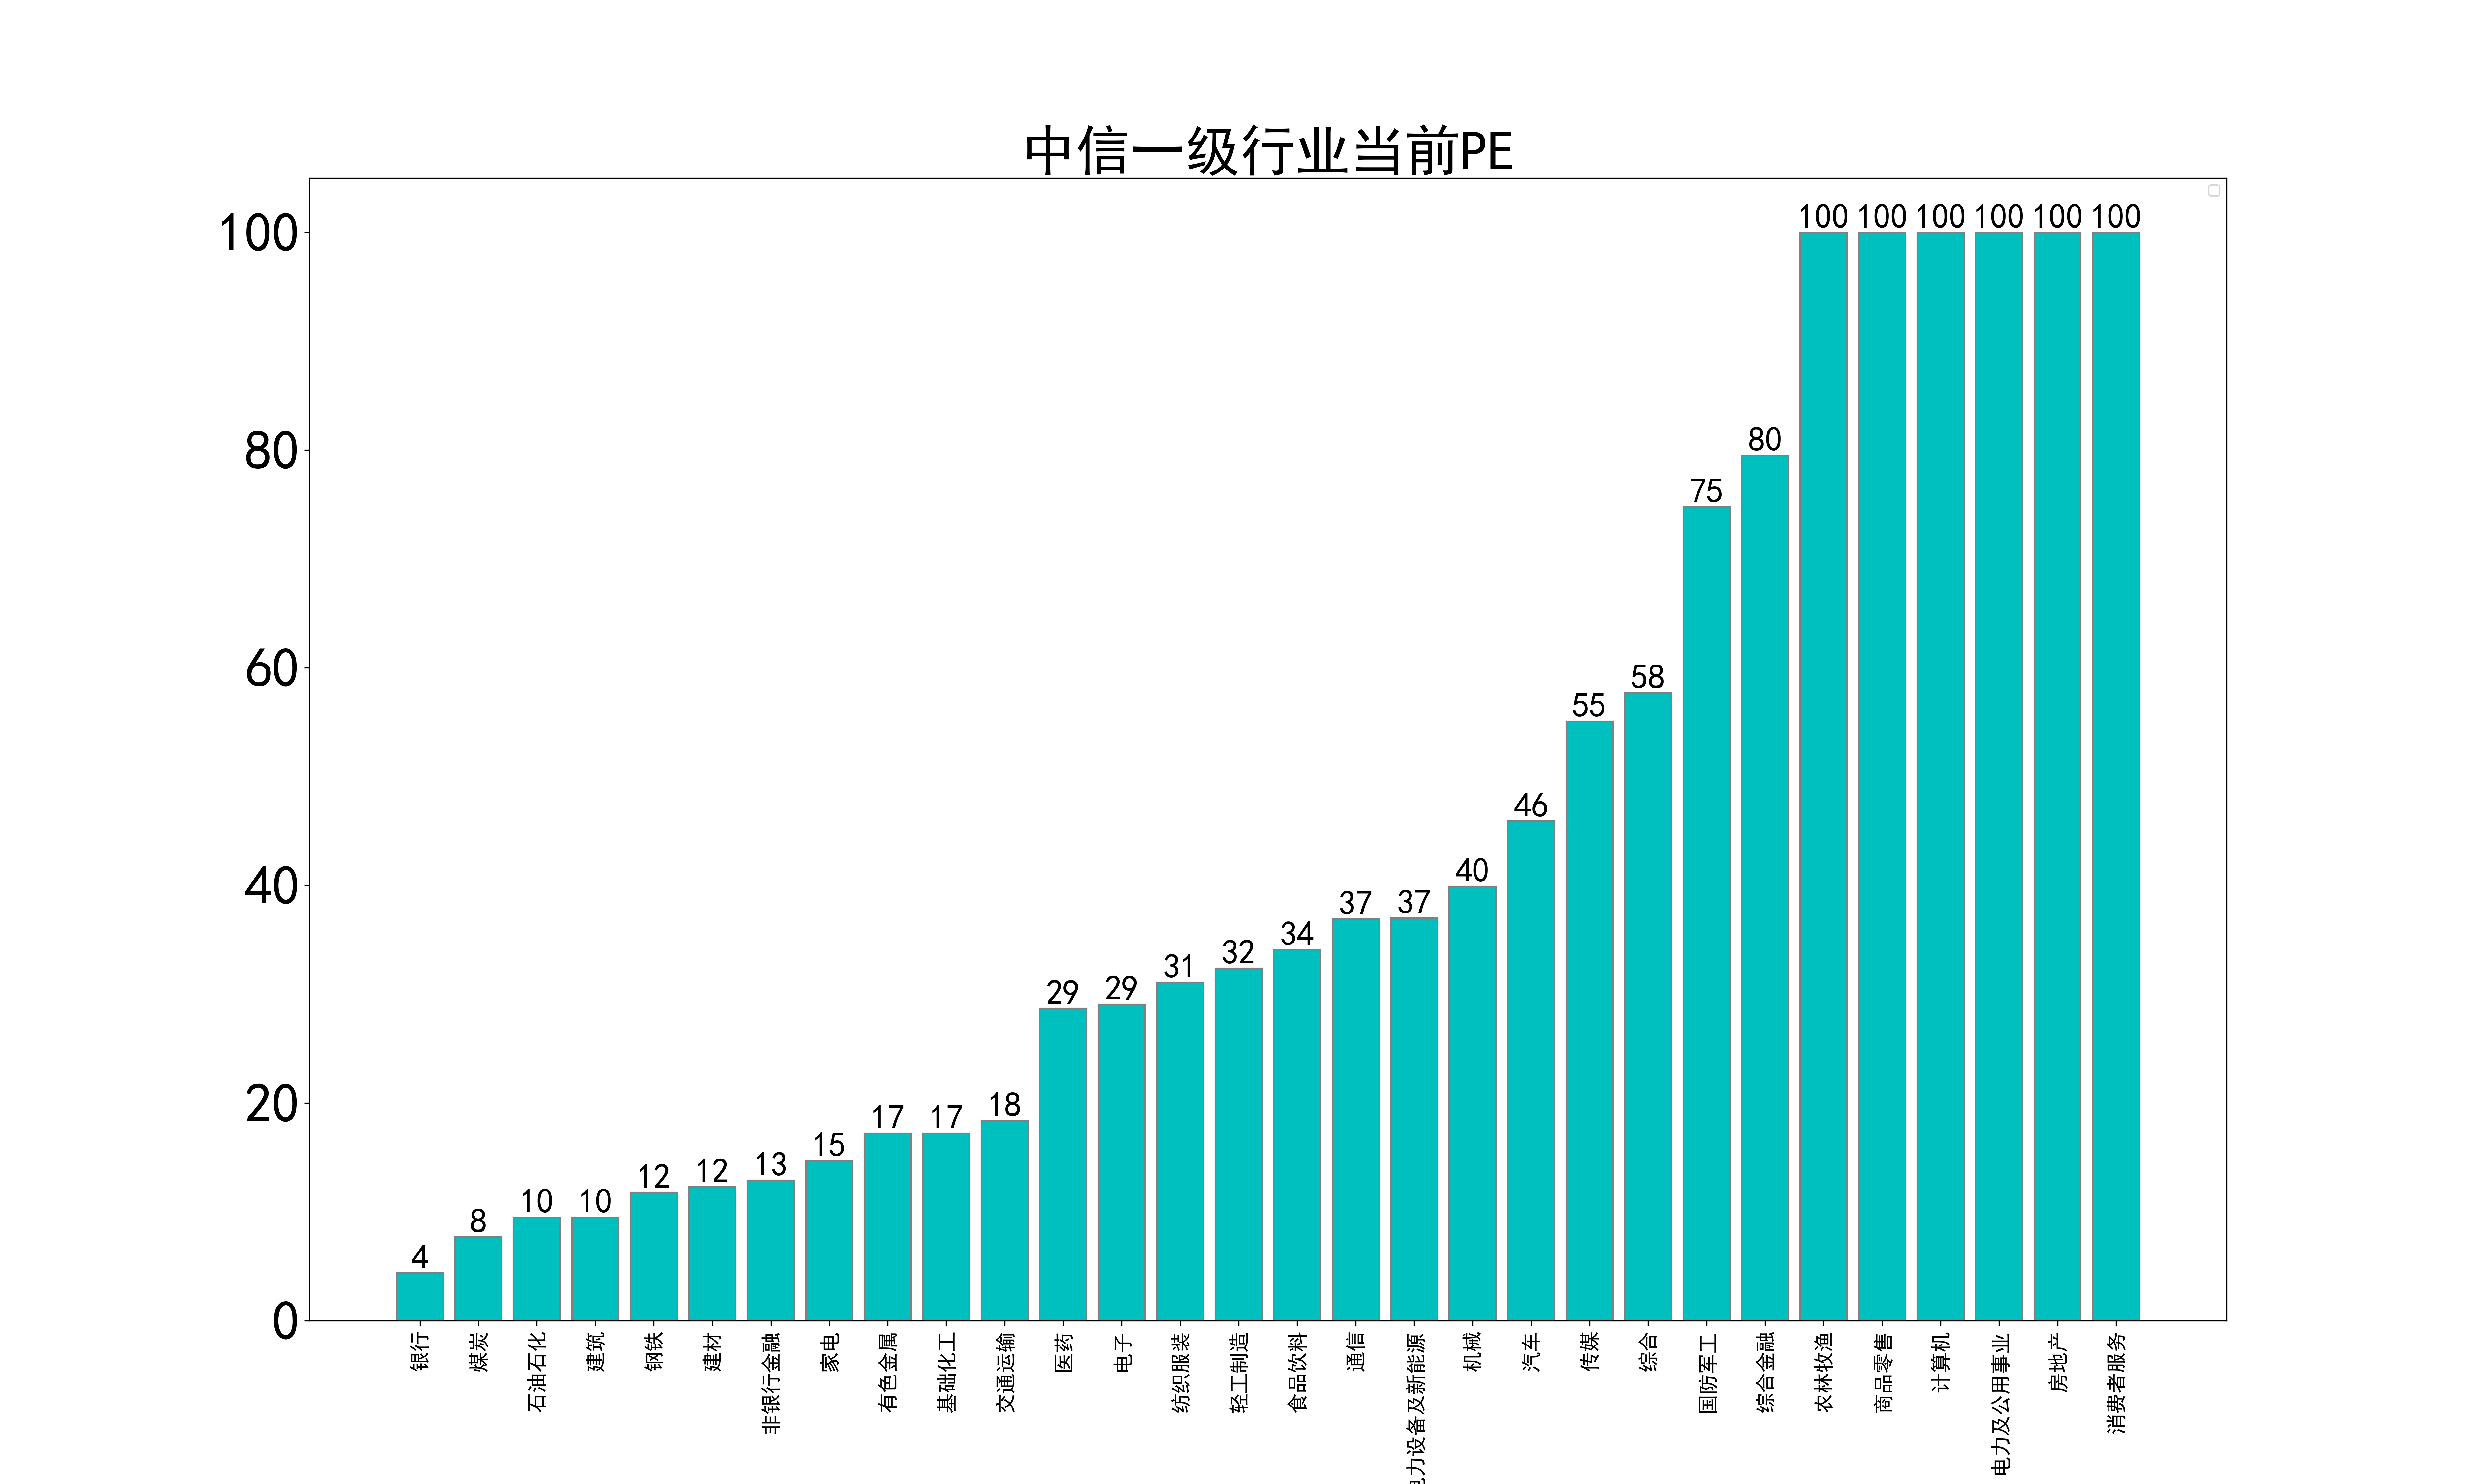 中信一级行业当前PE
100
80
60
40
20
0
4
8
10
10
12
12
13
15
17
17
18
29
29
31
32
34
37
37
40
46
55
58
75
80
100
100
100
100
100
100
银行
煤炭
石油石化
建筑
钢铁
建材
非银行金融
家电
有色金属
基础化工
交通运输
医药
电子
纺织服装
轻工制造
食品饮料
通信
电力设备及新能源
机械
汽车
传媒
综合
国防军工
综合金融
农林牧渔
商品零售
计算机
电力及公用事业
房地产
消费者服务